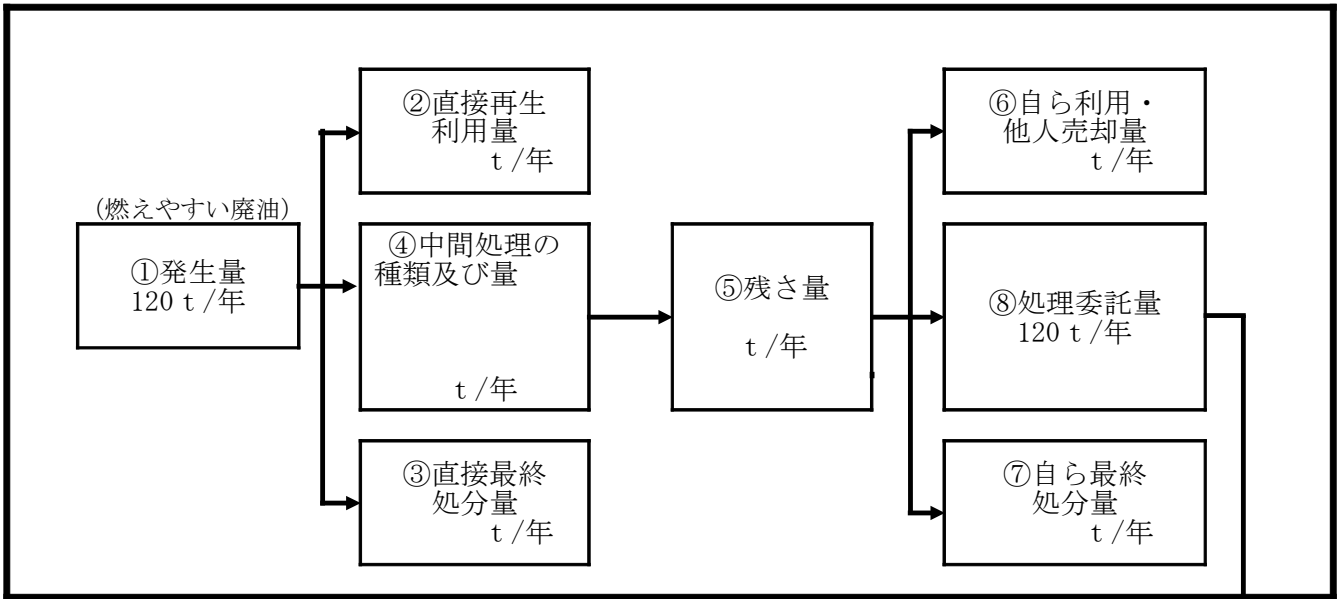 (燃えやすい廃油)
①発生量
120 t /年
②直接再生
利用量
t /年
④中間処理の
種類及び量
t /年
③直接最終
処分量
t /年
⑤残さ量
t /年
⑥自ら利用・
他人売却量
t /年
⑧処理委託量
120 t /年
⑦自ら最終
処分量
t /年